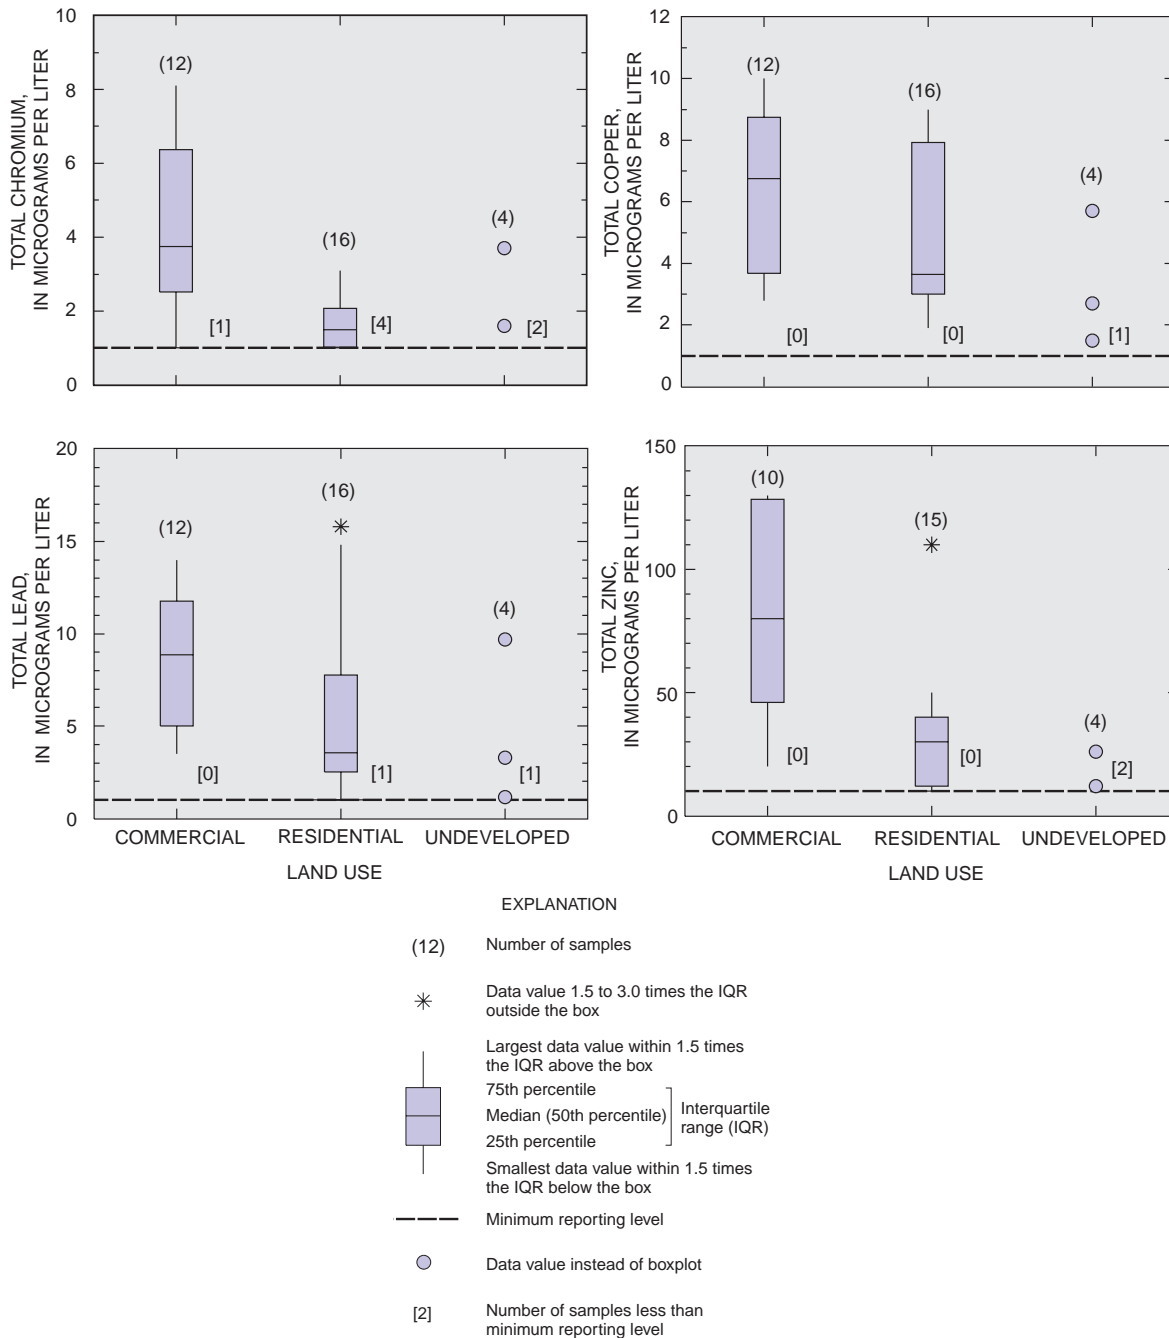 TOTAL CHROMIUM,
IN MICROGRAMS PER LITER
10
8
6
4
2
0
(12)
(16)
(4)
[1]
[4]
[2]
TOTAL COPPER,
IN MICROGRAMS PER LITER
12
10
8
6
4
2
0
(12)
(16)
(4)
[0]
[0]
[1]
TOTAL LEAD,
IN MICROGRAMS PER LITER
20
15
10
5
0
(12)
(16)
(4)
[0]
[1]
[1]
COMMERCIAL RESIDENTIAL UNDEVELOPED
LAND USE
TOTAL ZINC,
IN MICROGRAMS PER LITER
150
100
50
0
(10)
(15)
(4)
[0]
[0]
[2]
COMMERCIAL RESIDENTIAL UNDEVELOPED
LAND USE
EXPLANATION
(12) Number of samples
Data value 1.5 to 3.0 times the IQR
outside the box
Largest data value within 1.5 times
the IQR above the box
75th percentile
Median (50th percentile)
25th percentile
Interquartile
range (IQR)
Smallest data value within 1.5 times
the IQR below the box
Minimum reporting level
Data value instead of boxplot
[2] Number of samples less than
minimum reporting level